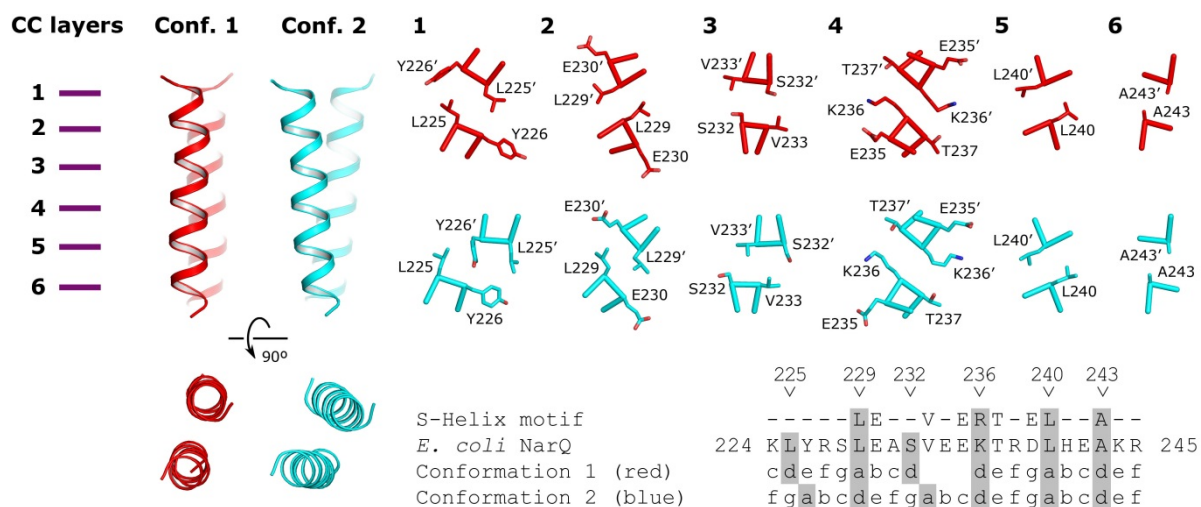 CC layers Conf. 1 Conf. 2 1 2 3 4 5 6
1
2
3
4
5
6
90º
Y226' L225' L225 Y226
E230' L229' L229 E230
V233' S232' S232 V233
E235' T237' K236 K236' E235 T237
L240' L240
A243' A243
Y226' L225' L225 Y226
E230' L229 L229' E230
V233' S232' S232 V233
T237' E235' K236 K236' E235 T237
L240' L240
A243' A243
225 229 232 236 240 243
S-Helix motif -----LE--V-ERT-EL--A--
E. coli NarQ 224 KLYRSLEASVEEKTRDLHEAKR 245
Conformation 1 (red) cdefgabcd defgabcdef
Conformation 2 (blue) fgabcdefgabcdefgabcdef